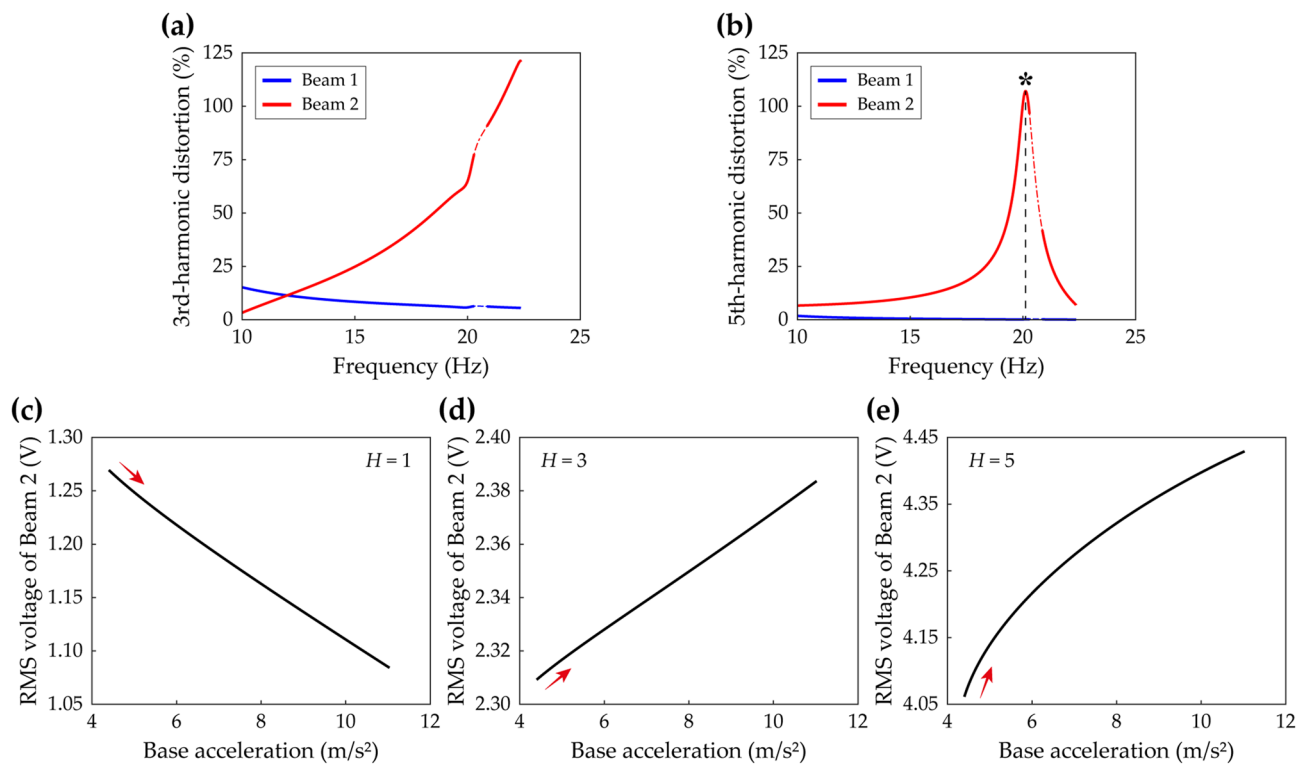 (a)
3rd-harmonic distortion (%)
125
100
75
50
25
0
Beam 1
Beam 2
10
15
20
25
Frequency (Hz)
(b)
5th-harmonic distortion (%)
125
100
75
50
25
0
Beam 1
Beam 2
*
10
15
20
25
Frequency (Hz)
(c)
RMS voltage of Beam 2 (V)
1.30
1.25
1.20
1.15
1.10
1.05
H = 1
4
6
8
10
12
Base acceleration (m/s²)
(d)
RMS voltage of Beam 2 (V)
2.40
2.38
2.36
2.34
2.32
2.30
H = 3
4
6
8
10
12
Base acceleration (m/s²)
(e)
RMS voltage of Beam 2 (V)
4.45
4.35
4.25
4.15
4.05
H = 5
4
6
8
10
12
Base acceleration (m/s²)